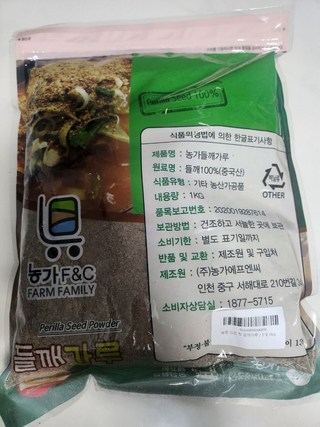 Perilla Seed 100%
식품위생법에 의한 한글표기사항
제품명 : 농가들깨가루
원료명 : 들깨100%(중국산)
식품유형 : 기타 농산가공품
내용량 : 1KG
품목보고번호 : 2020019287614
보관방법 : 건조하고 서늘한 곳에 보관
소비기한 : 별도 표기일까지
반품 및 교환 : 제조원 및 구입처
제조원 : (주)농가에프엔씨
인천 중구 서해대로 210번길
소비자상담실 : 1877-5715
OTHER
농가 F&C
FARM FAMILY
Perilla Seed Powder
들깨가루